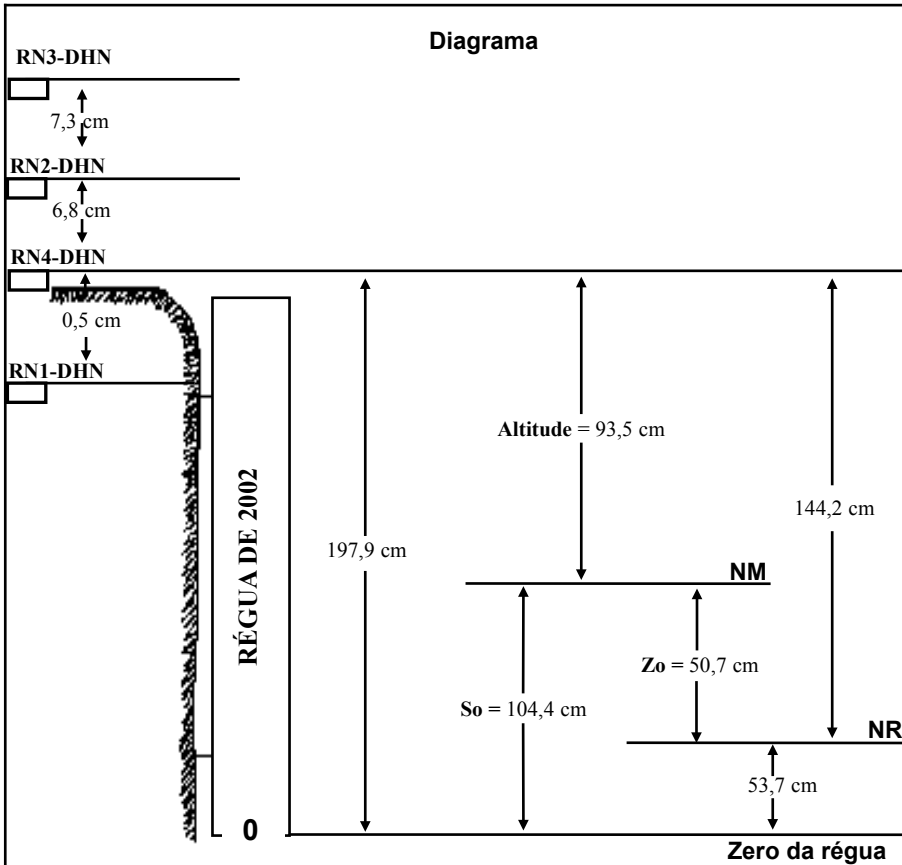 Diagrama
RN3-DHN
7,3 cm
RN2-DHN
6,8 cm
RN4-DHN
0,5 cm
RN1-DHN
RÉGUA DE 2002
0
197,9 cm
Altitude = 93,5 cm
144,2 cm
NM
Zo = 50,7 cm
So = 104,4 cm
NR
53,7 cm
Zero da régua